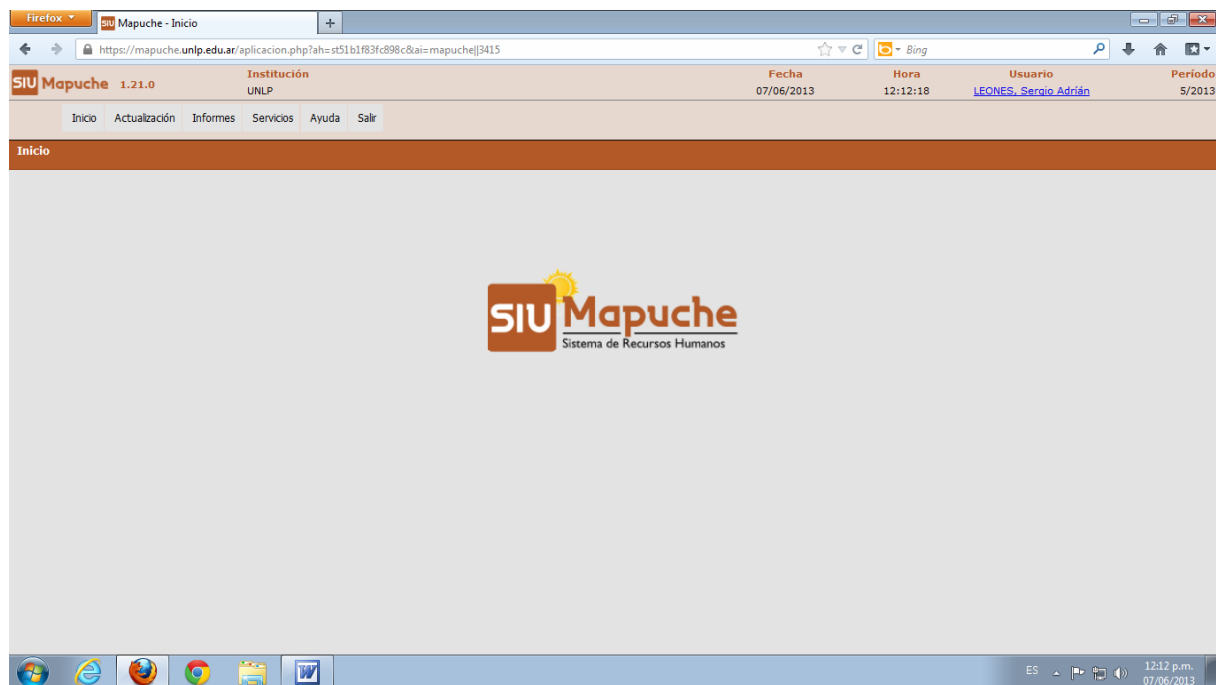 Firefox
SIU Mapuche - Inicio
https://mapuche.unlp.edu.ar/aplicacion.php?ah=st51b1f83fc898c&ai=mapuche||3415
Bing
SIU Mapuche 1.21.0
Institución
UNLP
Fecha
07/06/2013
Hora
12:12:18
Usuario
LEONES, Sergio Adrián
Período
5/2013
Inicio Actualización Informes Servicios Ayuda Salir
Inicio
SIU Mapuche
Sistema de Recursos Humanos
ES
12:12 p.m.
07/06/2013